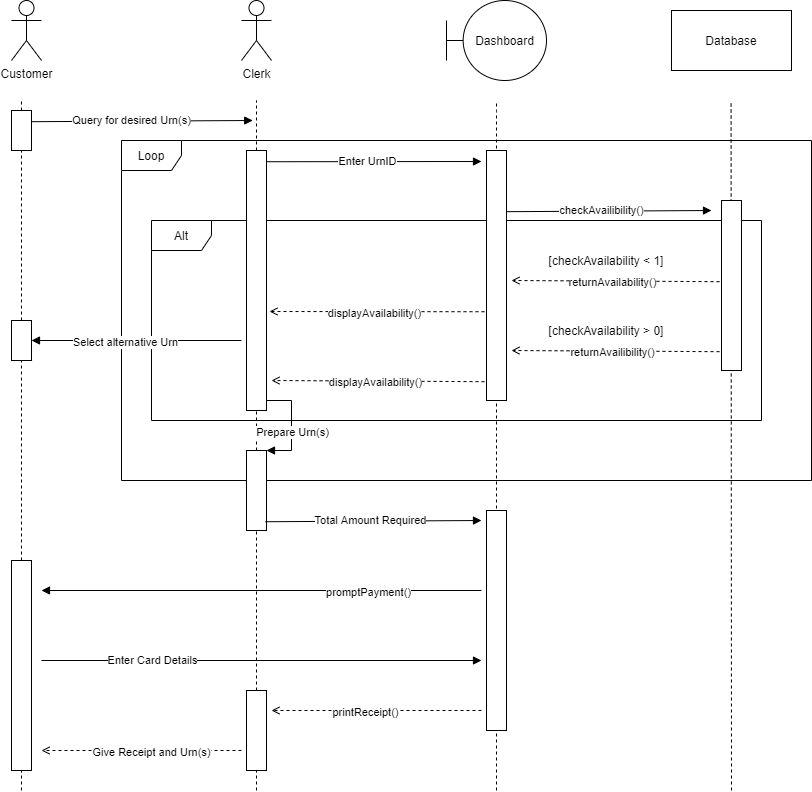 Customer
Clerk
Dashboard
Database
Query for desired Urn(s)
Loop
Enter UrnID
checkAvailibility()
Alt
[checkAvailability < 1]
returnAvailability()
displayAvailability()
[checkAvailability > 0]
Select alternative Urn
returnAvailibility()
displayAvailability()
Prepare Urn(s)
Total Amount Required
promptPayment()
Enter Card Details
printReceipt()
Give Receipt and Urn(s)